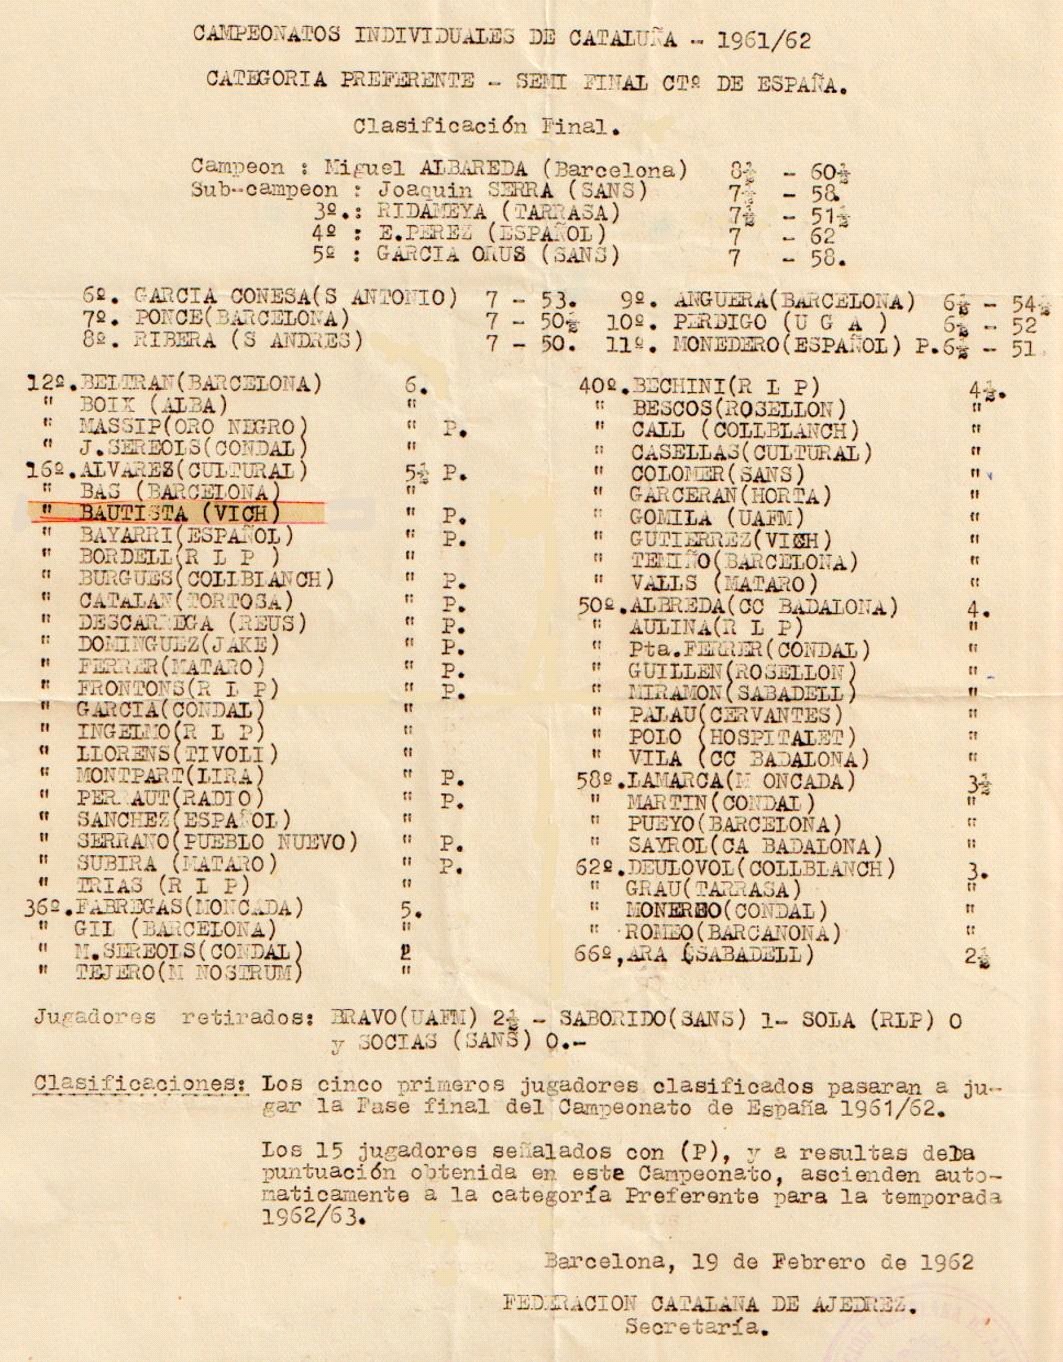 CAMPEONATOS INDIVIDUALES DE CATALUÑA - 1961/62
CATEGORIA PREFERENTE - SEMI FINAL CTº DE ESPAÑA.
Clasificación Final.
Campeon : Miguel ALBAREDA (Barcelona) 8½ - 60½
Sub-campeon : Joaquin SERRA (SANS) 7½ - 58.
3º.: RIDAMEYA (TARRASA) 7½ - 51½
4º : E.PEREZ (ESPAÑOL) 7 - 62
5º : GARCIA ORUS (SANS) 7 - 58.
6º. GARCIA CONESA(S ANTONIO) 7 - 53. 9º. ANGUERA(BARCELONA) 6½ - 54½
7º. PONCE(BARCELONA) 7 - 50½ 10º. PERDIGO (U G A ) 6½ - 52
8º. RIBERA (S ANDRES) 7 - 50. 11º. MONEDERO(ESPAÑOL) P.6½ - 51
12º.BELTRAN(BARCELONA) 6.
" BOIX (ALBA) "
" MASSIP(ORO NEGRO) " P.
" J.SEREOLS(CONDAL) "
16º.ALVAREZ(CULTURAL) 5½ P.
" BAS (BARCELONA) "
" BAUTISTA (VICH) " P.
" BAYARRI(ESPAÑOL) " P.
" BORDELL(R L P ) "
" BURGUES(COLLBLANCH) " P.
" CATALAN(TORTOSA) " P.
" DESCARREGA (REUS) " P.
" DOMINGUEZ(JAKE) " P.
" FERRER(MATARO) " P.
" FRONTONS(R L P) " P.
" GARCIA(CONDAL) "
" INGELMO(R L P) "
" LLORENS(TIVOLI) "
" MONTPART(LIRA) " P.
" PERRAUT(RADIO) " P.
" SANCHEZ(ESPAÑOL) "
" SERRANO(PUEBLO NUEVO) " P.
" SUBIRA (MATARO) " P.
" TRIAS (R L P) "
36º.FABREGAS(MONCADA) 5.
" GIL (BARCELONA) "
" M.SEREOLS(CONDAL) "
" TEJERO(M NOSTRUM) "
40º.BECHINI(R L P) 4½.
" BESCOS(ROSELLON) "
" CALL (COLLBLANCH) "
" CASELLAS(CULTURAL) "
" COLOMER(SANS) "
" GARCERAN(HORTA) "
" GOMILA (UAFM) "
" GUTIERREZ(VICH) "
" TEMIÑO(BARCELONA) "
" VALLS (MATARO) "
50º.ALBREDA(CC BADALONA) 4.
" AULINA(R L P) "
" Pta.FERRER(CONDAL) "
" GUILLEN(ROSELLON) "
" MIRAMON(SABADELL) "
" PALAU(CERVANTES) "
" POLO (HOSPITALET) "
" VILA (CC BADALONA) "
58º.LAMARCA(M ONCADA) 3½
" MARTIN(CONDAL) "
" PUEYO(BARCELONA) "
" SAYROL(CA BADALONA) "
62º.DEULOVOL(COLLBLANCH) 3.
" GRAU(TARRASA) "
" MONEREO(CONDAL) "
" ROMEO(BARCANONA) "
66º,ARA (SABADELL) 2½
Jugadores retirados: BRAVO(UAFM) 2½ - SABORIDO(SANS) 1- SOLA (RLP) 0
y SOCIAS (SANS) 0.-
Clasificaciones: Los cinco primeros jugadores clasificados pasaran a ju-
gar la Fase final del Campeonato de España 1961/62.
Los 15 jugadores señalados con (P), y a resultas dela
puntuación obtenida en este Campeonato, ascienden auto-
maticamente a la categoría Preferente para la temporada
1962/63.
Barcelona, 19 de Febrero de 1962
FEDERACION CATALANA DE AJEDREZ.
Secretaría.